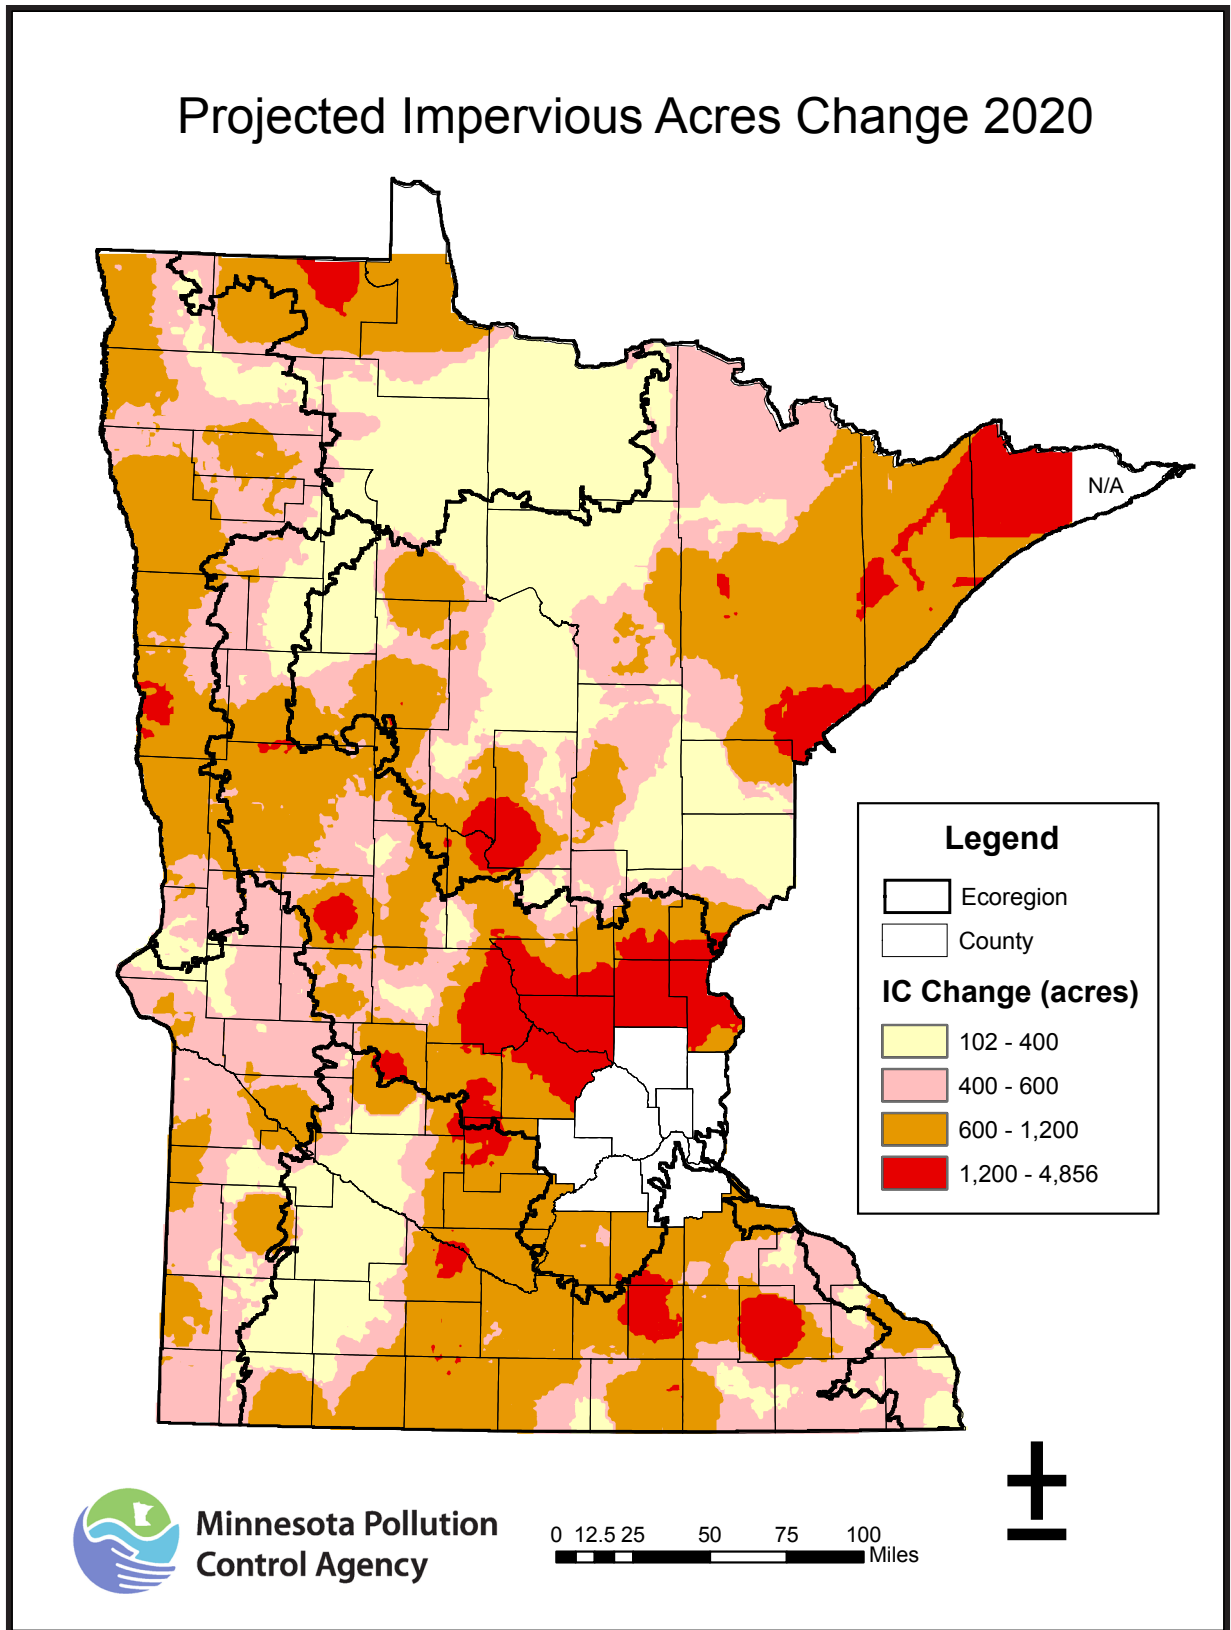 Projected Impervious Acres Change 2020
N/A
Legend
Ecoregion
County
IC Change (acres)
102 - 400
400 - 600
600 - 1,200
1,200 - 4,856
Minnesota Pollution
Control Agency
0 12.5 25 50 75 100
Miles